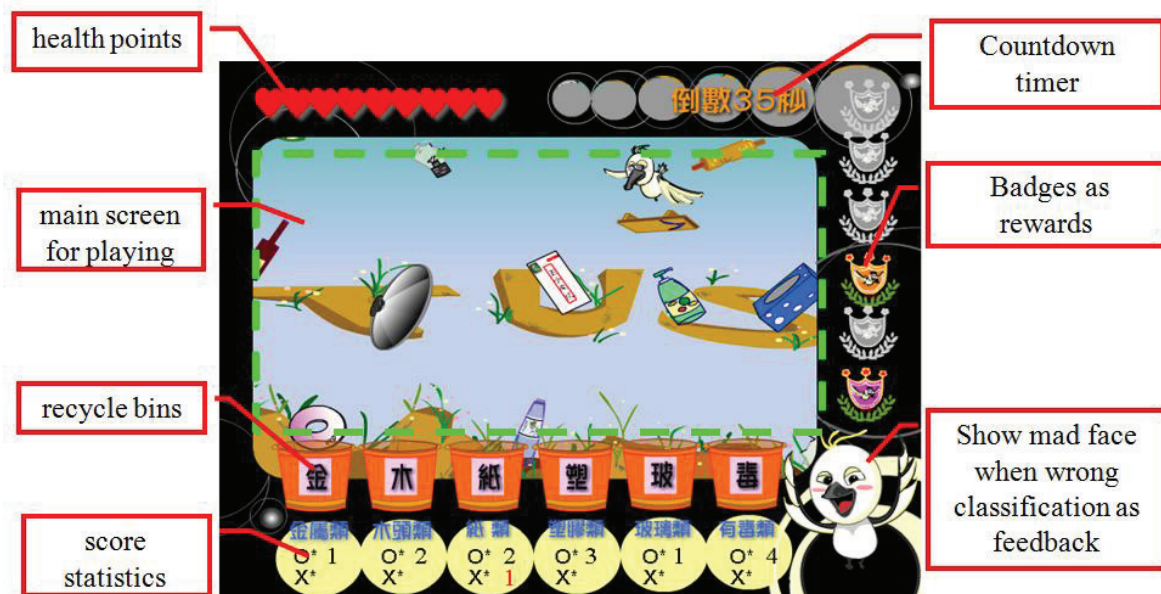 health points
Countdown
timer
倒數35秒
main screen
for playing
Badges as
rewards
recycle bins
金 木 紙 塑 玻 毒
Show mad face
when wrong
classification as
feedback
score
statistics
金屬類 木頭類 紙類 塑膠類 玻璃類 有毒類
O* 1 O* 2 O* 2 O* 3 O* 1 O* 4
X* X* X* 1 X* X* X*